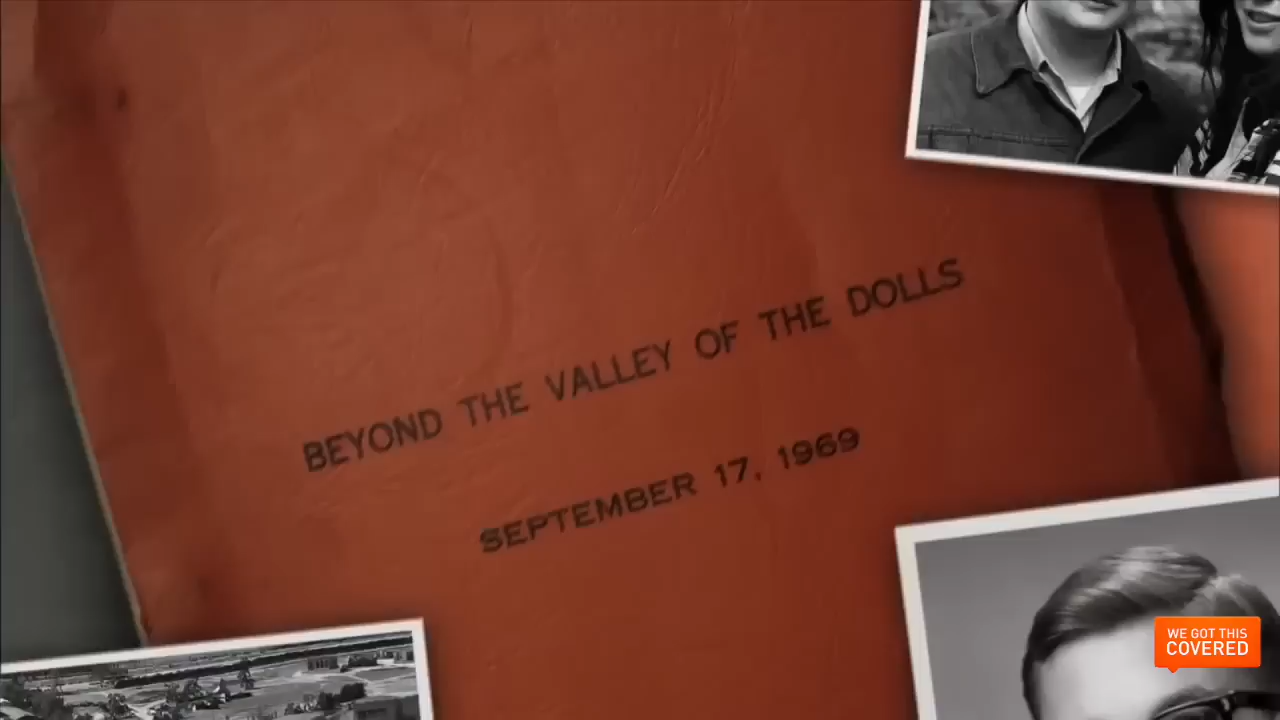 BEYOND THE VALLEY OF THE DOLLS
SEPTEMBER 17, 1969
WE GOT THIS
COVERED